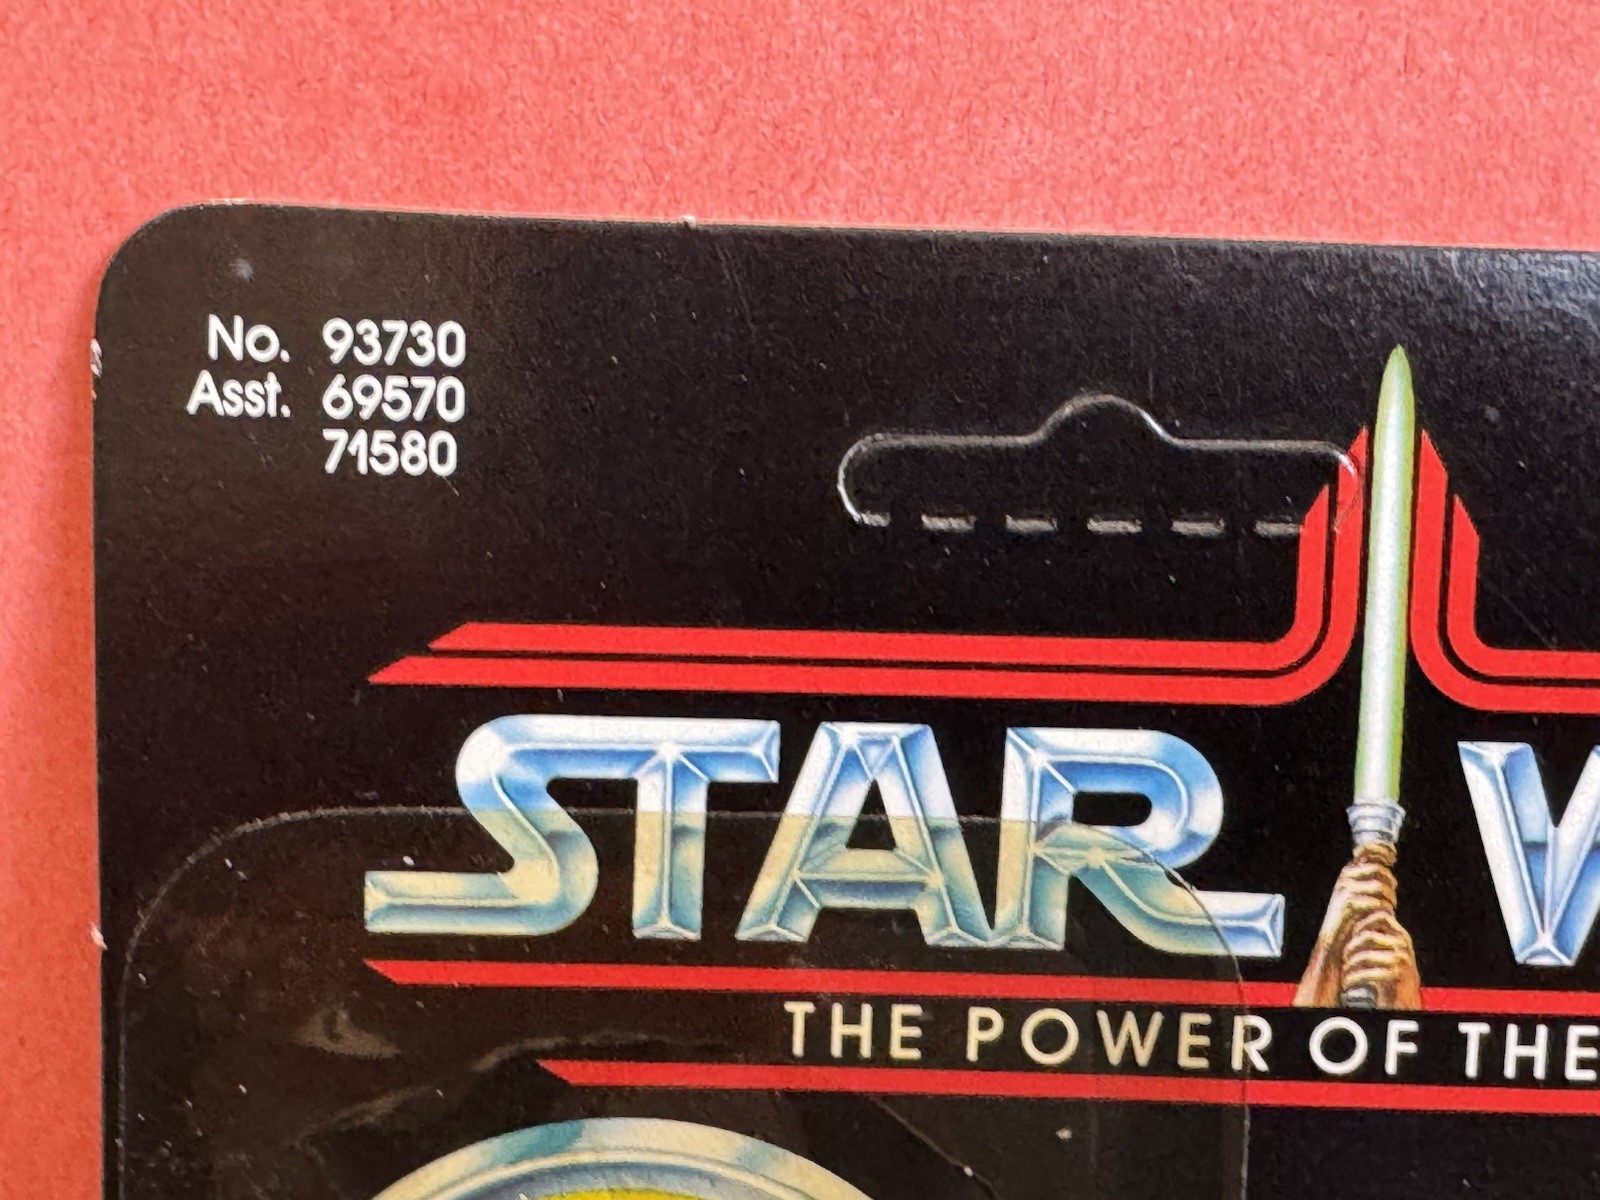 No. 93730
Asst. 69570
71580
STAR W
THE POWER OF THE